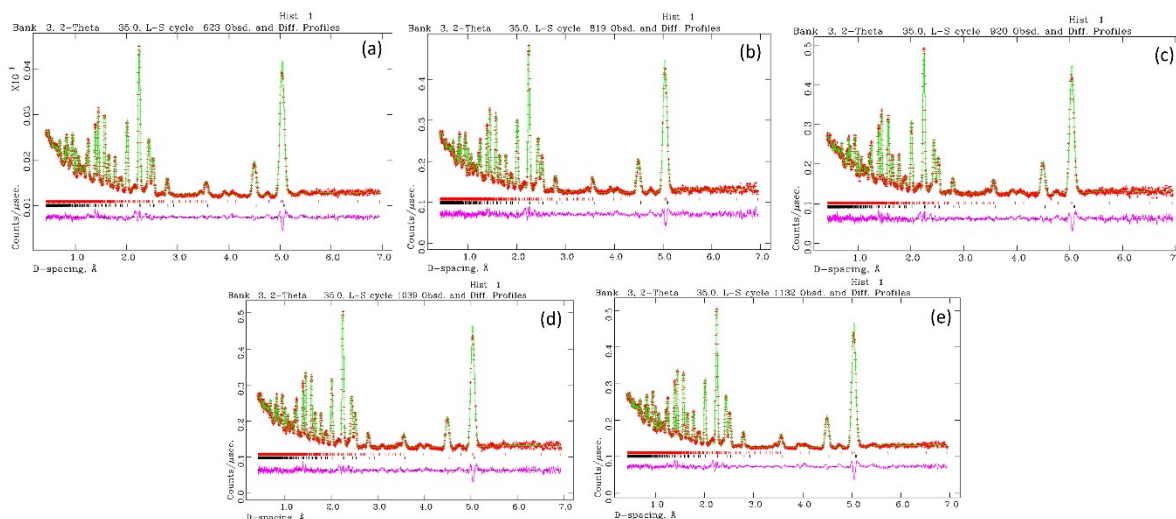 Hist 1
Bank 3, 2-Theta 35.0, L-S cycle 623 Obsd. and Diff. Profiles
(a)
Counts/μsec.
X10
0.04
0.03
0.02
0.01
1.0 2.0 3.0 4.0 5.0 6.0 7.0
D-spacing, Å
Hist 1
Bank 3, 2-Theta 35.0, L-S cycle 819 Obsd. and Diff. Profiles
(b)
Counts/μsec.
0.4
0.3
0.2
0.1
0.0
1.0 2.0 3.0 4.0 5.0 6.0 7.0
D-spacing, Å
Hist 1
Bank 3, 2-Theta 35.0, L-S cycle 920 Obsd. and Diff. Profiles
(c)
Counts/μsec.
0.5
0.4
0.3
0.2
0.1
0.0
1.0 2.0 3.0 4.0 5.0 6.0 7.0
D-spacing, Å
Hist 1
Bank 3, 2-Theta 35.0, L-S cycle 1039 Obsd. and Diff. Profiles
(d)
Counts/μsec.
0.5
0.4
0.3
0.2
0.1
0.0
1.0 2.0 3.0 4.0 5.0 6.0 7.0
D-spacing, Å
Hist 1
Bank 3, 2-Theta 35.0, L-S cycle 1132 Obsd. and Diff. Profiles
(e)
Counts/μsec.
0.5
0.4
0.3
0.2
0.1
0.0
1.0 2.0 3.0 4.0 5.0 6.0 7.0
D-spacing, Å